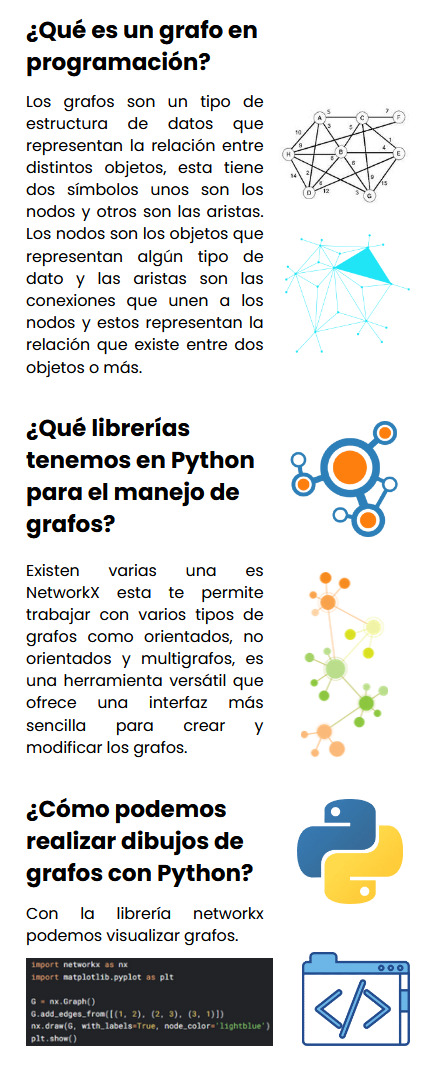 ¿Qué es un grafo en
programación?
Los grafos son un tipo de
estructura de datos que
representan la relación entre
distintos objetos, esta tiene
dos símbolos unos son los
nodos y otros son las aristas.
Los nodos son los objetos que
representan algún tipo de
dato y las aristas son las
conexiones que unen a los
nodos y estos representan la
relación que existe entre dos
objetos o más.
A
5
C
7
F
10
3
5
1
H
9
B
4
E
8
6
14
2
9
15
D
12
3
G
¿Qué librerías
tenemos en Python
para el manejo de
grafos?
Existen varias una es
NetworkX esta te permite
trabajar con varios tipos de
grafos como orientados, no
orientados y multigrafos, es
una herramienta versátil que
ofrece una interfaz más
sencilla para crear y
modificar los grafos.
¿Cómo podemos
realizar dibujos de
grafos con Python?
Con la librería networkx
podemos visualizar grafos.
import networkx as nx
import matplotlib.pyplot as plt
G = nx.Graph()
G.add_edges_from([(1, 2), (2, 3), (3, 1)])
nx.draw(G, with_labels=True, node_color='lightblue')
plt.show()